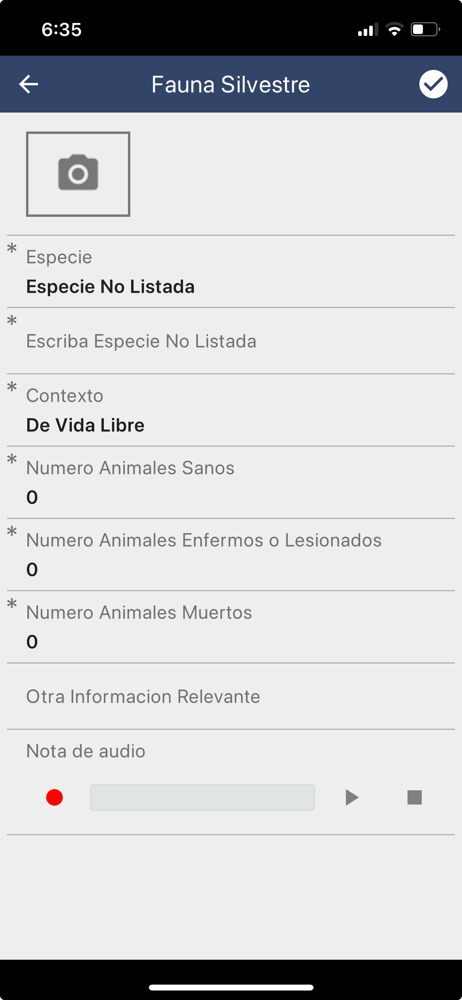 6:35
Fauna Silvestre
* Especie
Especie No Listada
* Escriba Especie No Listada
* Contexto
De Vida Libre
* Numero Animales Sanos
0
* Numero Animales Enfermos o Lesionados
0
* Numero Animales Muertos
0
Otra Informacion Relevante
Nota de audio